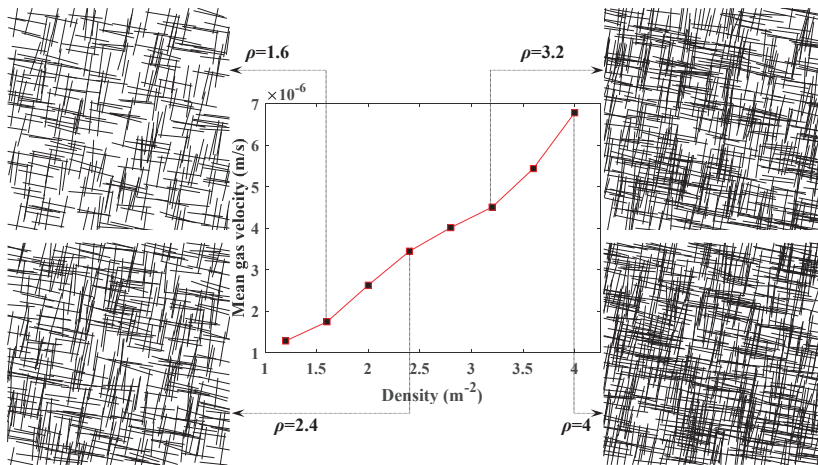 ρ=1.6
ρ=3.2
×10⁻⁶
7
6
5
4
3
2
1
Mean gas velocity (m/s)
1 1.5 2 2.5 3 3.5 4
Density (m⁻²)
ρ=2.4
ρ=4